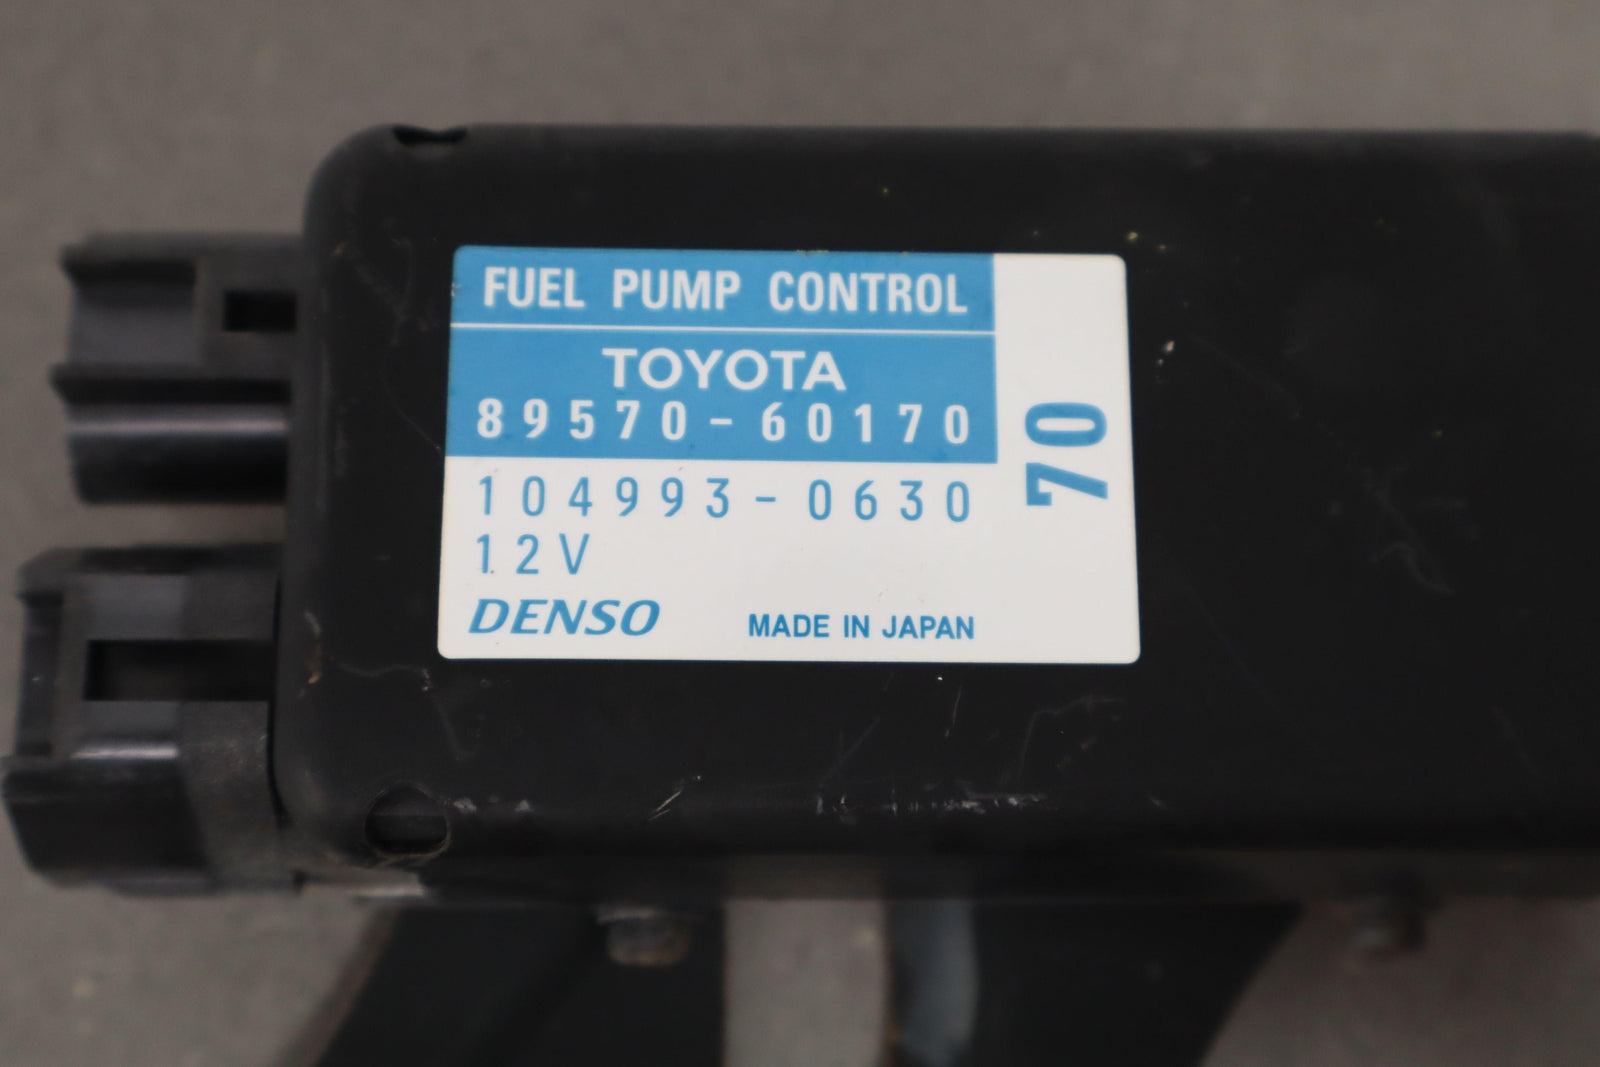 FUEL PUMP CONTROL
TOYOTA
89570-60170
104993-0630
12V
DENSO MADE IN JAPAN
70